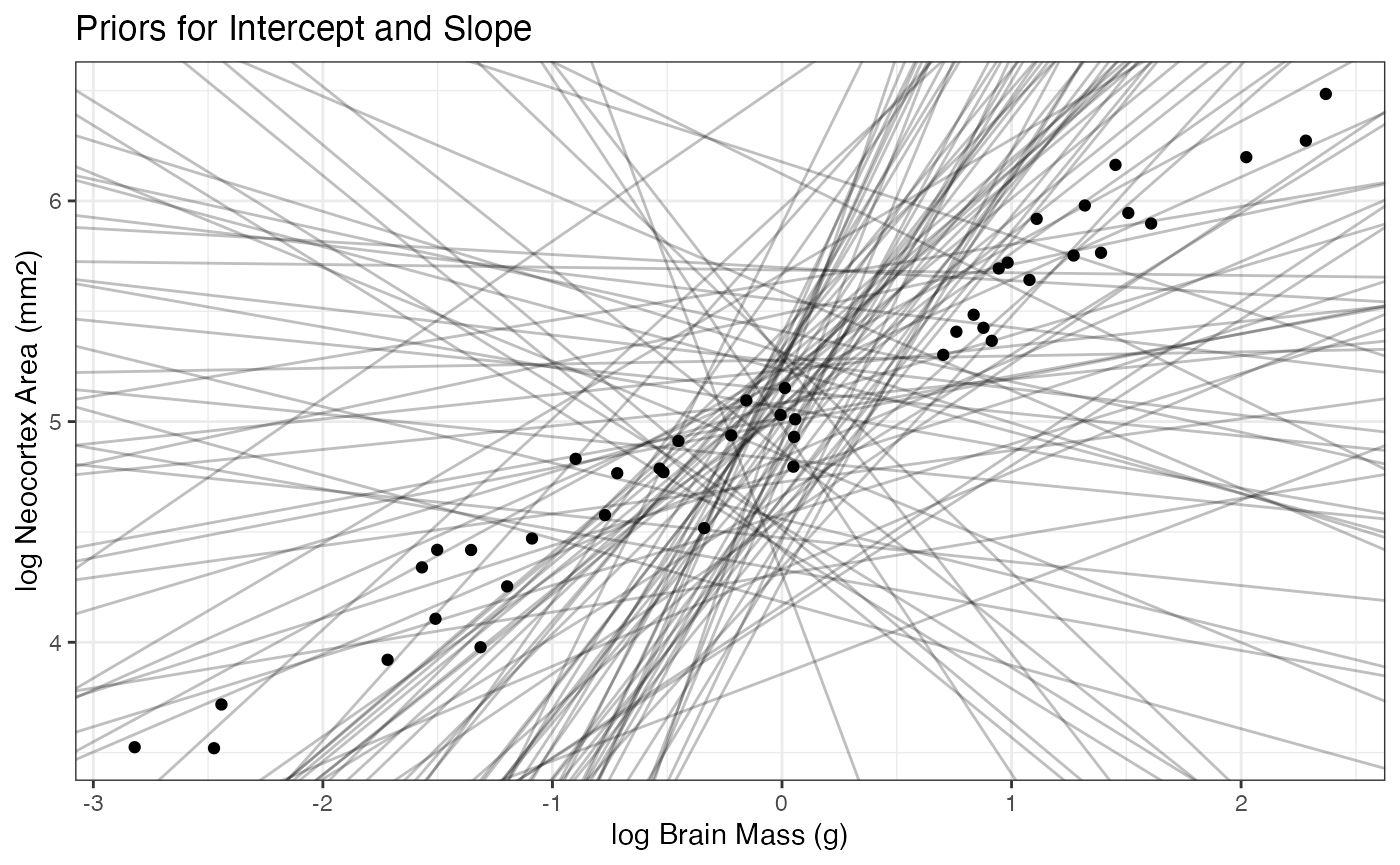 Priors for Intercept and Slope
log Neocortex Area (mm2)
6
5
4
-3 -2 -1 0 1 2
log Brain Mass (g)